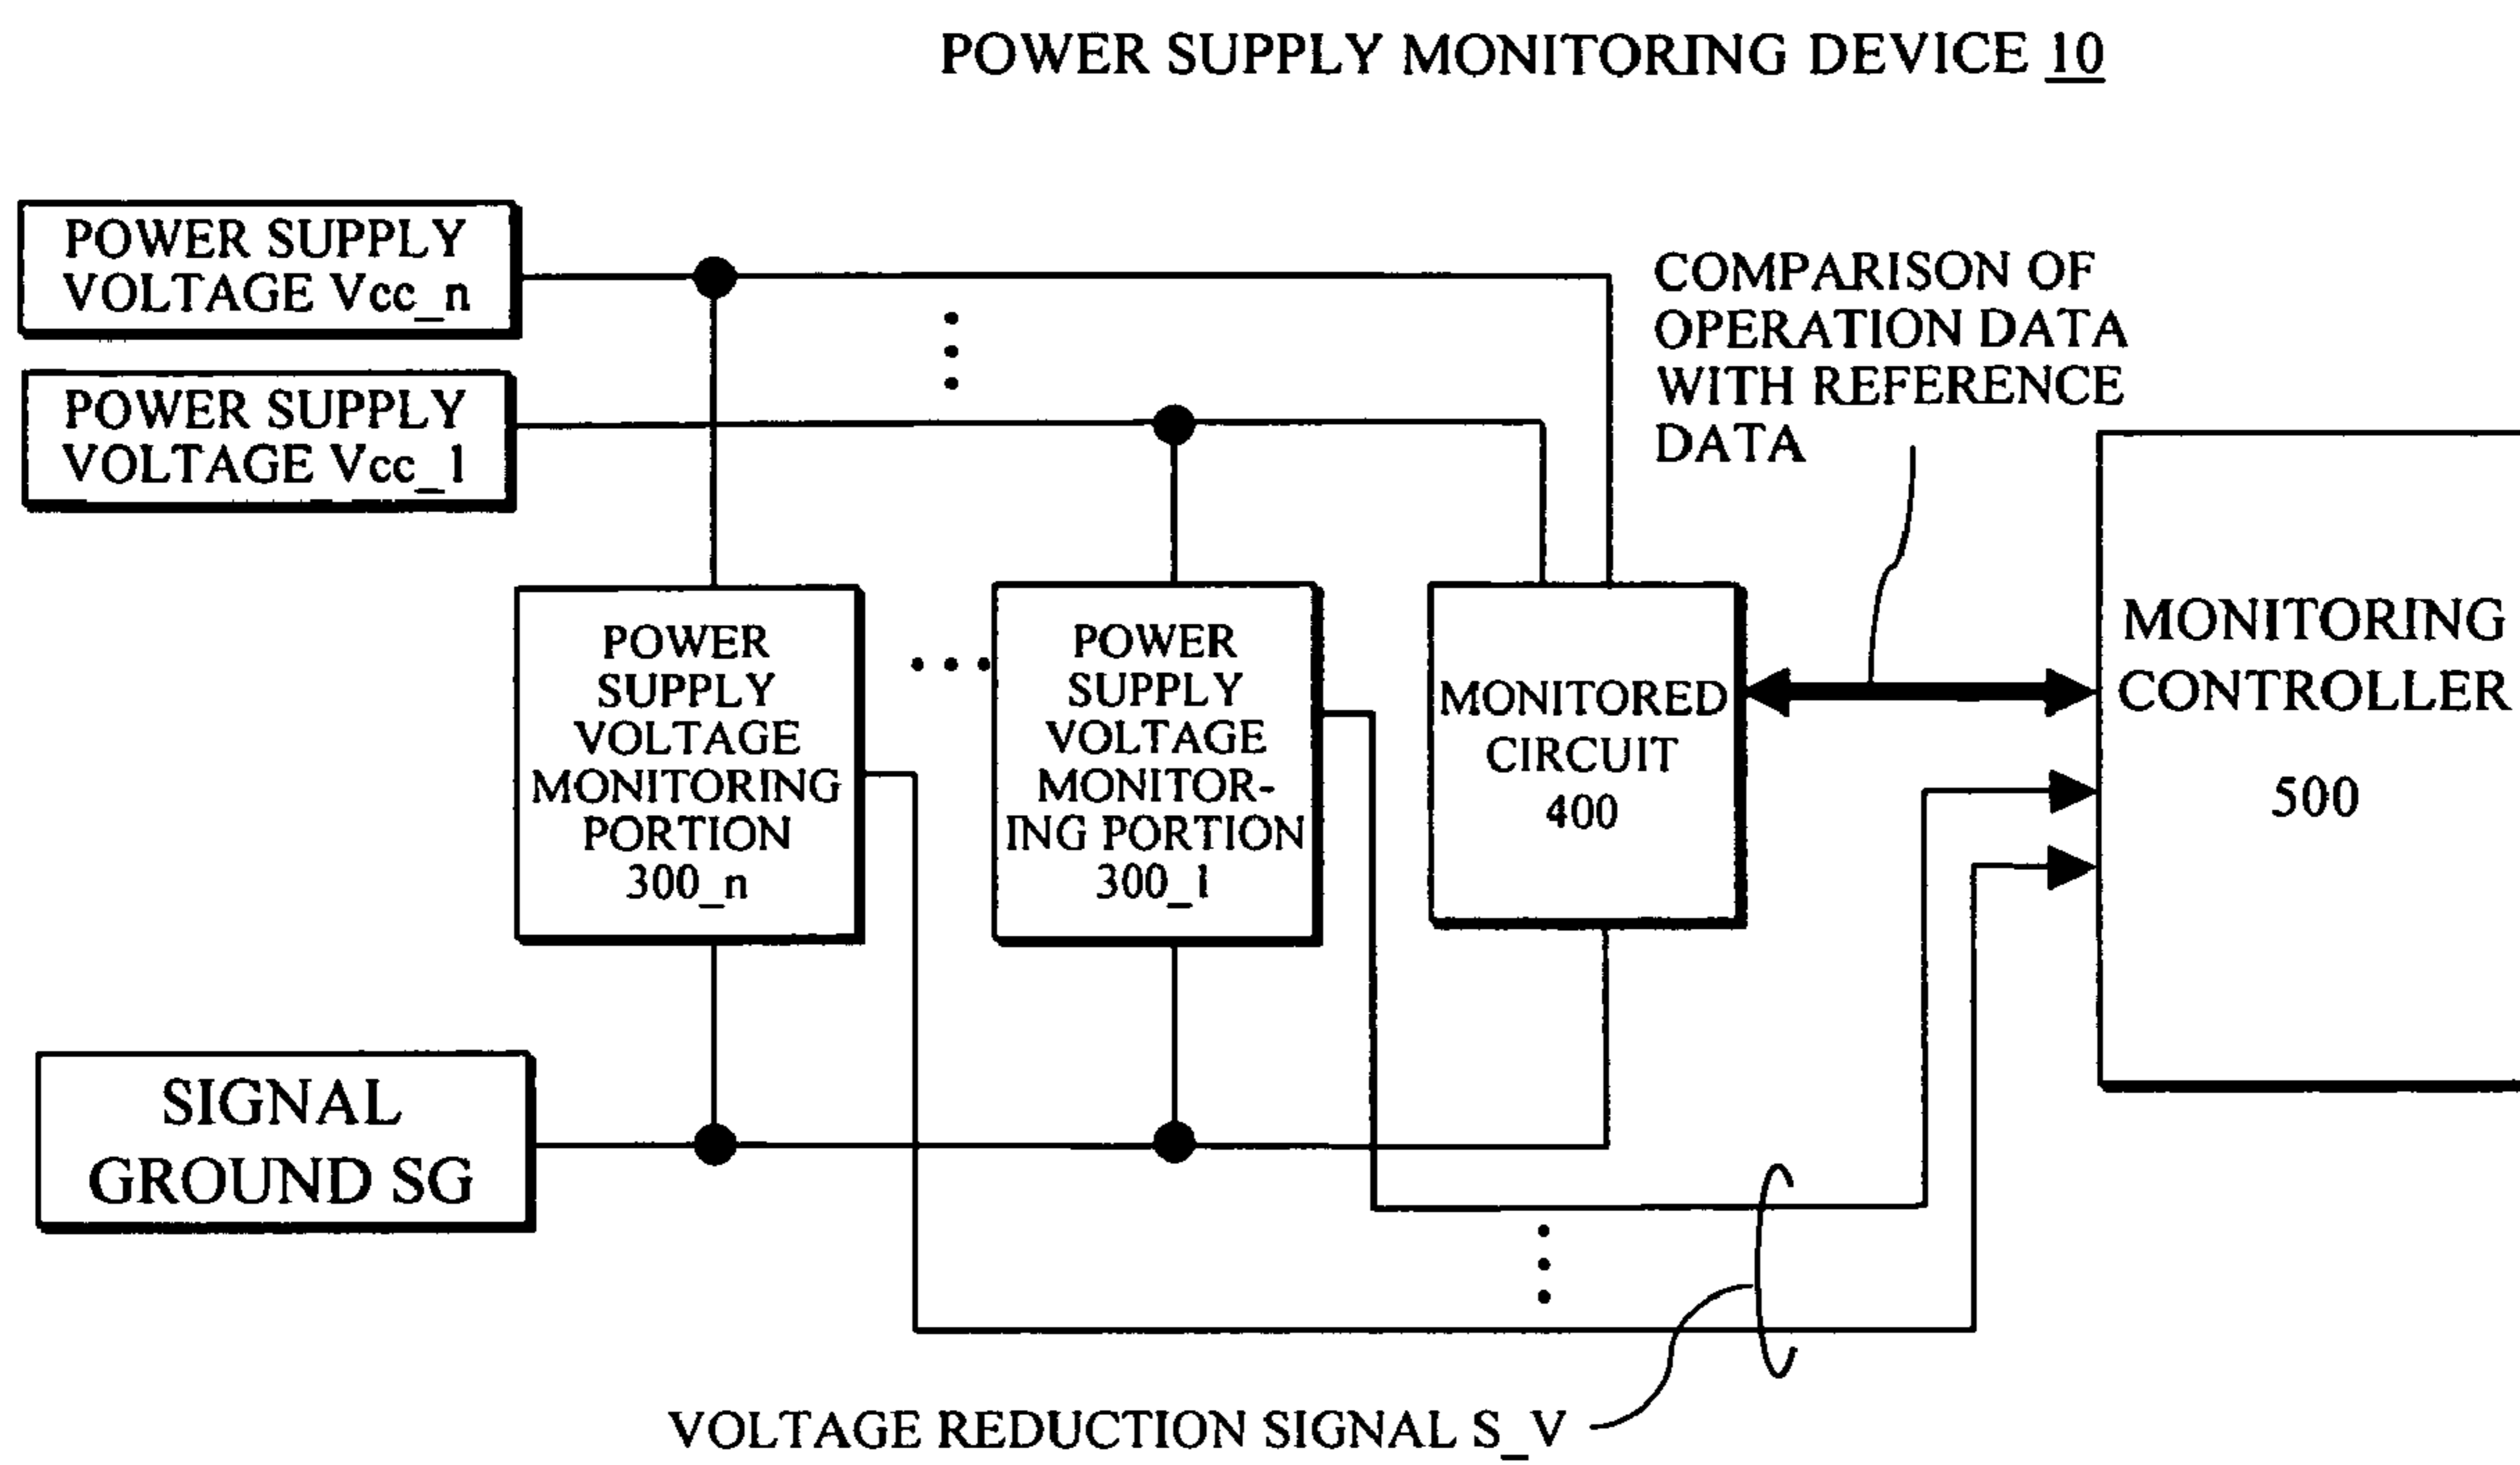 POWER SUPPLY MONITORING DEVICE 10
POWER SUPPLY
VOLTAGE Vcc_n
POWER SUPPLY
VOLTAGE Vcc_1
COMPARISON OF
OPERATION DATA
WITH REFERENCE
DATA
POWER
SUPPLY
VOLTAGE
MONITORING
PORTION
300_n
POWER
SUPPLY
VOLTAGE
MONITOR-
ING PORTION
300_1
MONITORED
CIRCUIT
400
MONITORING
CONTROLLER
500
SIGNAL
GROUND SG
VOLTAGE REDUCTION SIGNAL S_V